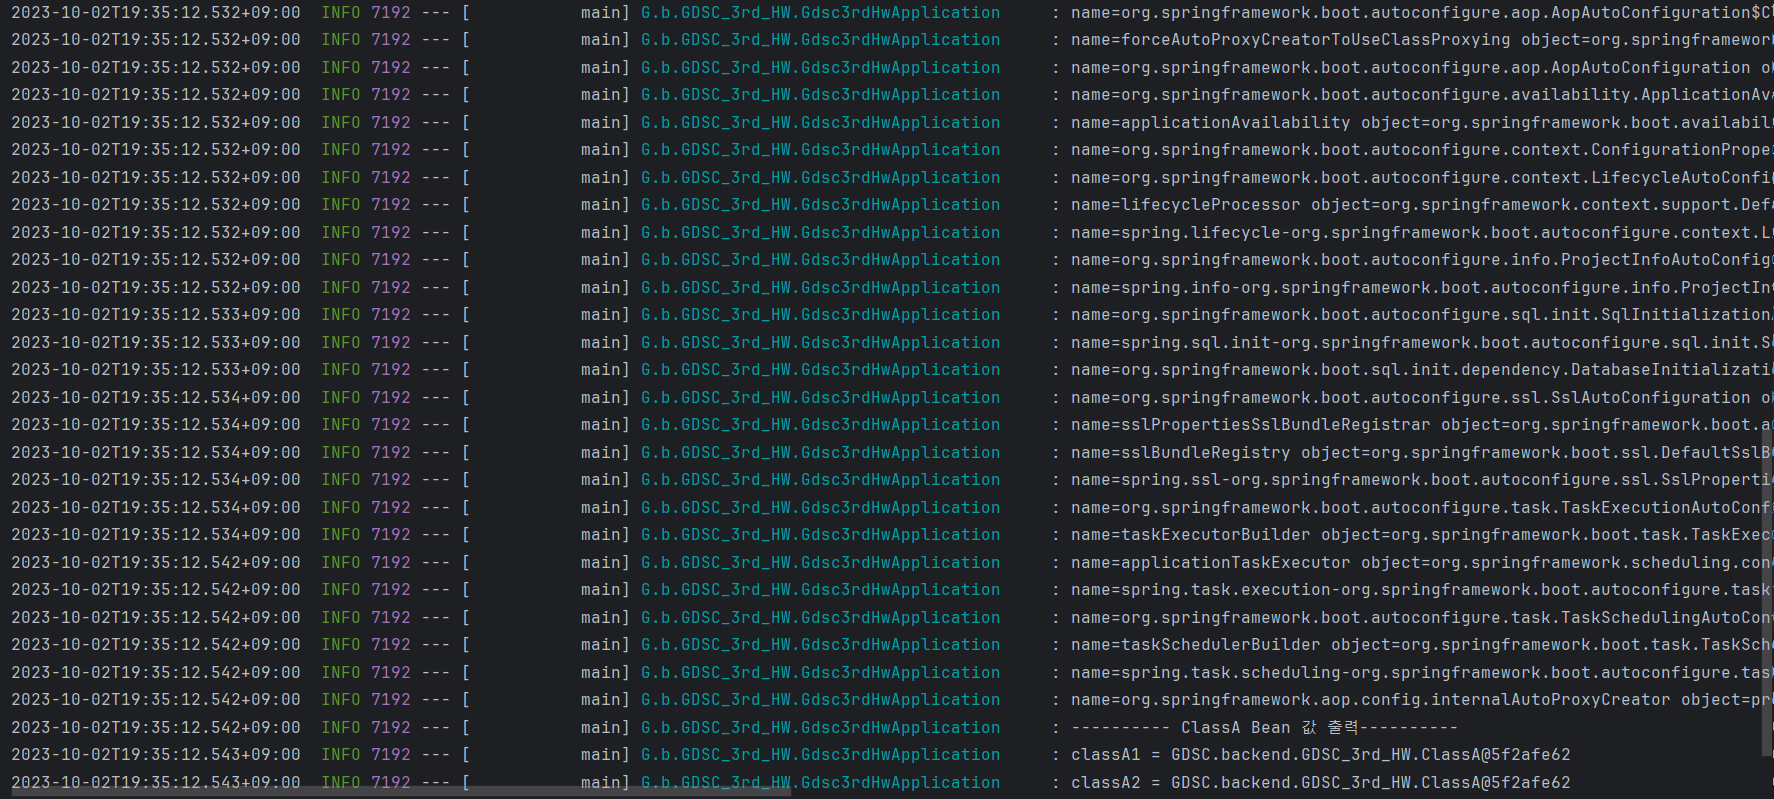 2023-10-02T19:35:12.532+09:00 INFO 7192 --- [ main] G.b.GDSC_3rd_HW.Gdsc3rdHwApplication : name=org.springframework.boot.autoconfigure.aop.AopAutoConfiguration$Cl
2023-10-02T19:35:12.532+09:00 INFO 7192 --- [ main] G.b.GDSC_3rd_HW.Gdsc3rdHwApplication : name=forceAutoProxyCreatorToUseClassProxying object=org.springframewor
2023-10-02T19:35:12.532+09:00 INFO 7192 --- [ main] G.b.GDSC_3rd_HW.Gdsc3rdHwApplication : name=org.springframework.boot.autoconfigure.aop.AopAutoConfiguration o
2023-10-02T19:35:12.532+09:00 INFO 7192 --- [ main] G.b.GDSC_3rd_HW.Gdsc3rdHwApplication : name=org.springframework.boot.autoconfigure.availability.ApplicationAv
2023-10-02T19:35:12.532+09:00 INFO 7192 --- [ main] G.b.GDSC_3rd_HW.Gdsc3rdHwApplication : name=applicationAvailability object=org.springframework.boot.availabil
2023-10-02T19:35:12.532+09:00 INFO 7192 --- [ main] G.b.GDSC_3rd_HW.Gdsc3rdHwApplication : name=org.springframework.boot.autoconfigure.context.ConfigurationProper
2023-10-02T19:35:12.532+09:00 INFO 7192 --- [ main] G.b.GDSC_3rd_HW.Gdsc3rdHwApplication : name=org.springframework.boot.autoconfigure.context.LifecycleAutoConfi
2023-10-02T19:35:12.532+09:00 INFO 7192 --- [ main] G.b.GDSC_3rd_HW.Gdsc3rdHwApplication : name=lifecycleProcessor object=org.springframework.context.support.Defa
2023-10-02T19:35:12.532+09:00 INFO 7192 --- [ main] G.b.GDSC_3rd_HW.Gdsc3rdHwApplication : name=spring.lifecycle-org.springframework.boot.autoconfigure.context.L
2023-10-02T19:35:12.532+09:00 INFO 7192 --- [ main] G.b.GDSC_3rd_HW.Gdsc3rdHwApplication : name=org.springframework.boot.autoconfigure.info.ProjectInfoAutoConfig
2023-10-02T19:35:12.532+09:00 INFO 7192 --- [ main] G.b.GDSC_3rd_HW.Gdsc3rdHwApplication : name=spring.info-org.springframework.boot.autoconfigure.info.ProjectIn
2023-10-02T19:35:12.533+09:00 INFO 7192 --- [ main] G.b.GDSC_3rd_HW.Gdsc3rdHwApplication : name=org.springframework.boot.autoconfigure.sql.init.SqlInitialization
2023-10-02T19:35:12.533+09:00 INFO 7192 --- [ main] G.b.GDSC_3rd_HW.Gdsc3rdHwApplication : name=spring.sql.init-org.springframework.boot.autoconfigure.sql.init.S
2023-10-02T19:35:12.533+09:00 INFO 7192 --- [ main] G.b.GDSC_3rd_HW.Gdsc3rdHwApplication : name=org.springframework.boot.sql.init.dependency.DatabaseInitializati
2023-10-02T19:35:12.534+09:00 INFO 7192 --- [ main] G.b.GDSC_3rd_HW.Gdsc3rdHwApplication : name=org.springframework.boot.autoconfigure.ssl.SslAutoConfiguration o
2023-10-02T19:35:12.534+09:00 INFO 7192 --- [ main] G.b.GDSC_3rd_HW.Gdsc3rdHwApplication : name=sslPropertiesSslBundleRegistrar object=org.springframework.boot.a
2023-10-02T19:35:12.534+09:00 INFO 7192 --- [ main] G.b.GDSC_3rd_HW.Gdsc3rdHwApplication : name=sslBundleRegistry object=org.springframework.boot.ssl.DefaultSslB
2023-10-02T19:35:12.534+09:00 INFO 7192 --- [ main] G.b.GDSC_3rd_HW.Gdsc3rdHwApplication : name=spring.ssl-org.springframework.boot.autoconfigure.ssl.SslProperti
2023-10-02T19:35:12.534+09:00 INFO 7192 --- [ main] G.b.GDSC_3rd_HW.Gdsc3rdHwApplication : name=org.springframework.boot.autoconfigure.task.TaskExecutionAutoConf
2023-10-02T19:35:12.534+09:00 INFO 7192 --- [ main] G.b.GDSC_3rd_HW.Gdsc3rdHwApplication : name=taskExecutorBuilder object=org.springframework.boot.task.TaskExec
2023-10-02T19:35:12.542+09:00 INFO 7192 --- [ main] G.b.GDSC_3rd_HW.Gdsc3rdHwApplication : name=applicationTaskExecutor object=org.springframework.scheduling.con
2023-10-02T19:35:12.542+09:00 INFO 7192 --- [ main] G.b.GDSC_3rd_HW.Gdsc3rdHwApplication : name=spring.task.execution-org.springframework.boot.autoconfigure.task
2023-10-02T19:35:12.542+09:00 INFO 7192 --- [ main] G.b.GDSC_3rd_HW.Gdsc3rdHwApplication : name=org.springframework.boot.autoconfigure.task.TaskSchedulingAutoCon
2023-10-02T19:35:12.542+09:00 INFO 7192 --- [ main] G.b.GDSC_3rd_HW.Gdsc3rdHwApplication : name=taskSchedulerBuilder object=org.springframework.boot.task.TaskSch
2023-10-02T19:35:12.542+09:00 INFO 7192 --- [ main] G.b.GDSC_3rd_HW.Gdsc3rdHwApplication : name=spring.task.scheduling-org.springframework.boot.autoconfigure.tas
2023-10-02T19:35:12.542+09:00 INFO 7192 --- [ main] G.b.GDSC_3rd_HW.Gdsc3rdHwApplication : name=org.springframework.aop.config.internalAutoProxyCreator object=pr
2023-10-02T19:35:12.542+09:00 INFO 7192 --- [ main] G.b.GDSC_3rd_HW.Gdsc3rdHwApplication : ---------- ClassA Bean 값 출력----------
2023-10-02T19:35:12.543+09:00 INFO 7192 --- [ main] G.b.GDSC_3rd_HW.Gdsc3rdHwApplication : classA1 = GDSC.backend.GDSC_3rd_HW.ClassA@5f2afe62
2023-10-02T19:35:12.543+09:00 INFO 7192 --- [ main] G.b.GDSC_3rd_HW.Gdsc3rdHwApplication : classA2 = GDSC.backend.GDSC_3rd_HW.ClassA@5f2afe62